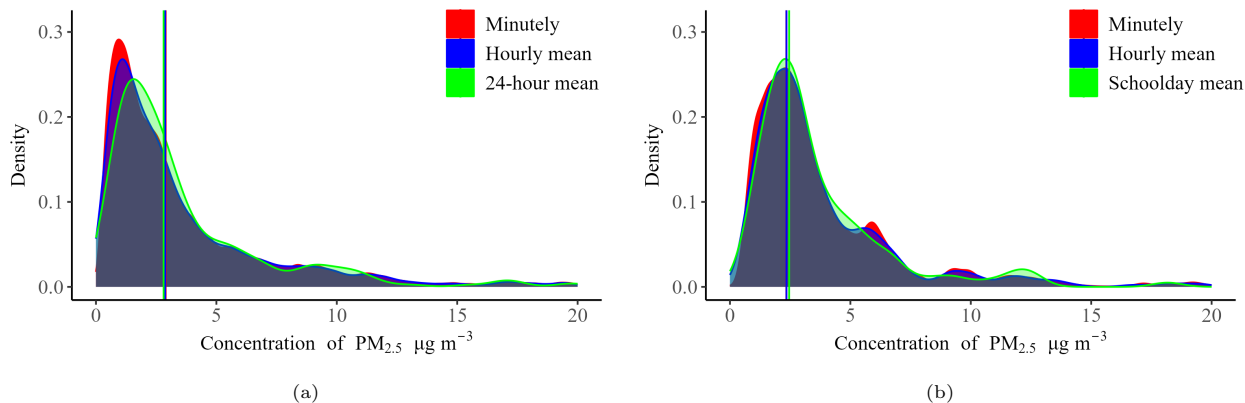 Minutely
Hourly mean
24-hour mean
Density
0.3
0.2
0.1
0.0
0 5 10 15 20
Concentration of PM2.5 μg m−3
(a)
Minutely
Hourly mean
Schoolday mean
Density
0.3
0.2
0.1
0.0
0 5 10 15 20
Concentration of PM2.5 μg m−3
(b)